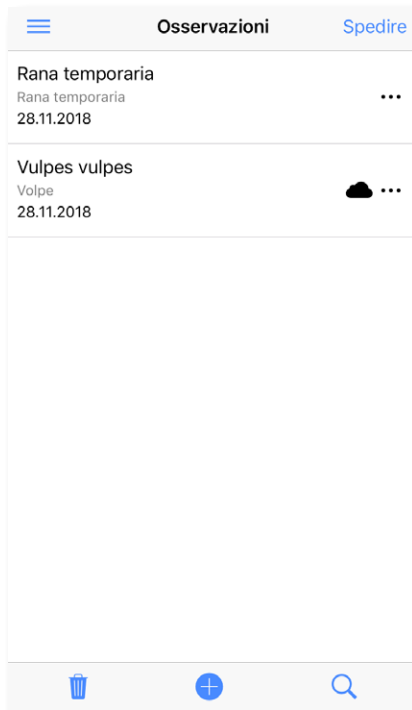 Osservazioni
Spedire
Rana temporaria
Rana temporaria
28.11.2018
Vulpes vulpes
Volpe
28.11.2018